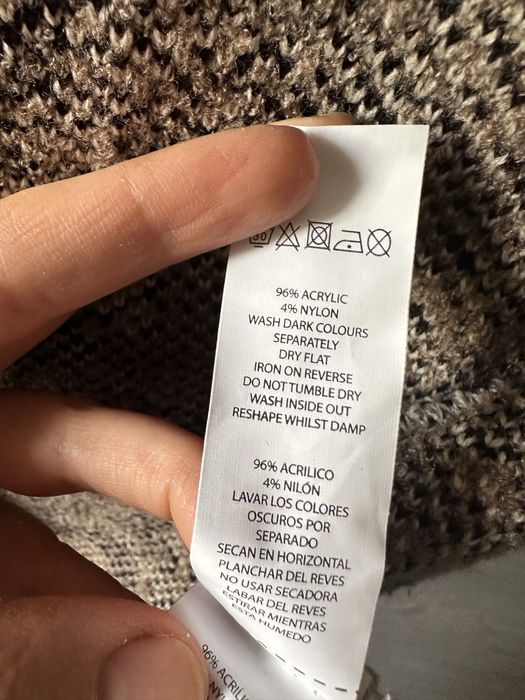 30
96% ACRYLIC
4% NYLON
WASH DARK COLOURS
SEPARATELY
DRY FLAT
IRON ON REVERSE
DO NOT TUMBLE DRY
WASH INSIDE OUT
RESHAPE WHILST DAMP
96% ACRILICO
4% NILÓN
LAVAR LOS COLORES
OSCUROS POR
SEPARADO
SECAN EN HORIZONTAL
PLANCHAR DEL REVES
NO USAR SECADORA
LABAR DEL REVES
ESTIRAR MIENTRAS
ESTA HUMEDO
96%